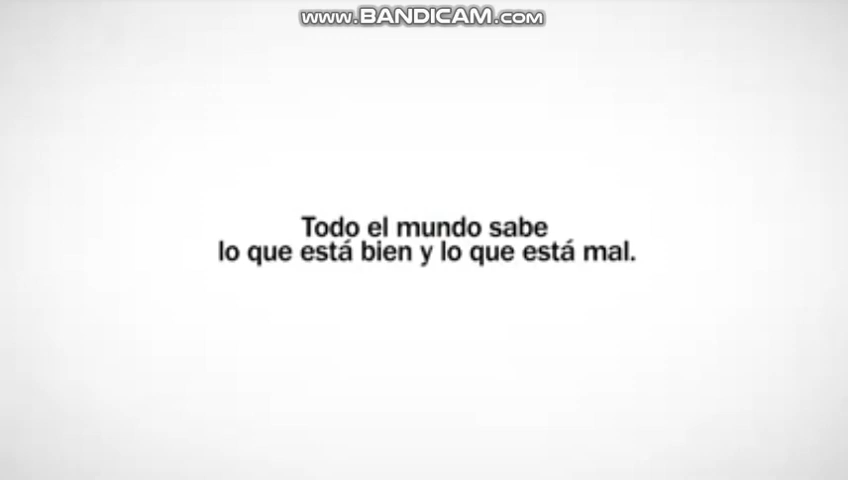 www.BANDICAM.com
Todo el mundo sabe
lo que está bien y lo que está mal.